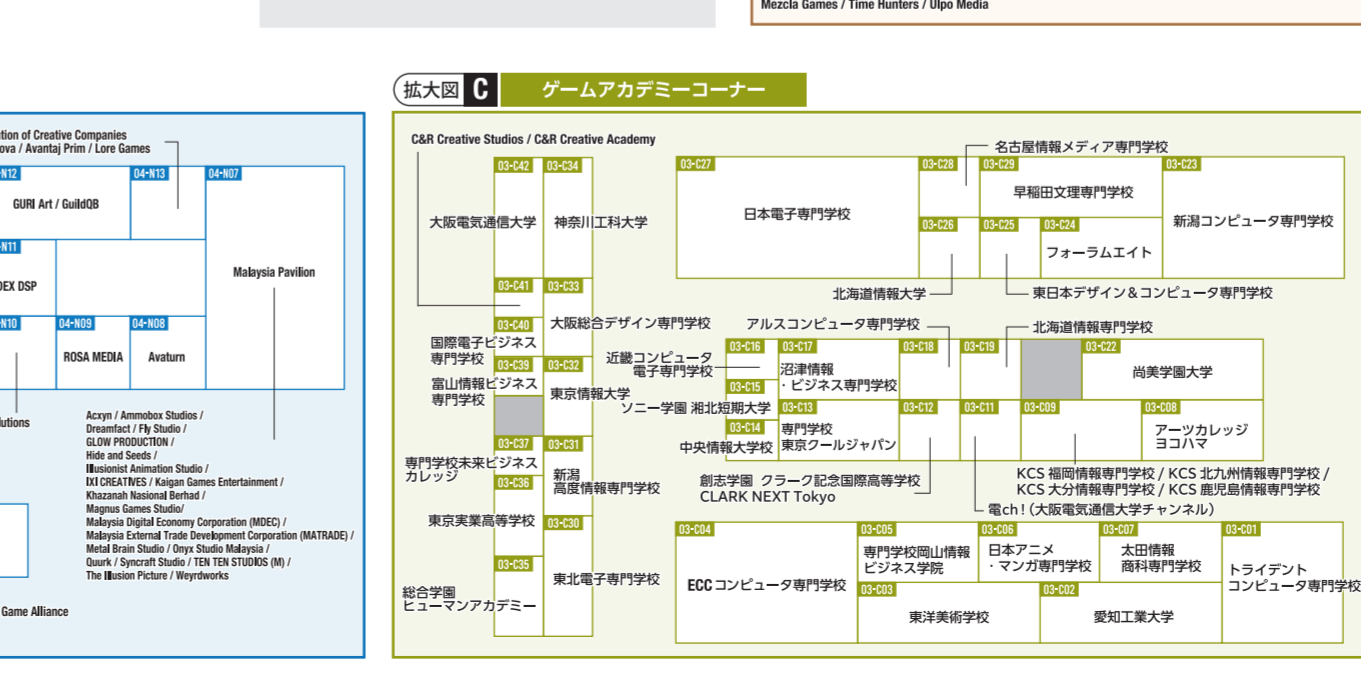 Mezcla Games / Time Hunters / Ulpo Media
拡大図 C ゲームアカデミーコーナー
tion of Creative Companies
ova / Avantaj Prim / Lore Games
N12
04-N13
04-N07
GURI Art / GuildQB
N11
DEX DSP
Malaysia Pavilion
N10
04-N09
04-N08
ROSA MEDIA
Avaturn
lutions
Acxyn / Ammobox Studios /
Dreamfact / Fly Studio /
GLOW PRODUCTION /
Hide and Seeds /
Illusionist Animation Studio /
IXI CREATIVES / Kaigan Games Entertainment /
Khazanah Nasional Berhad /
Magnus Games Studio/
Malaysia Digital Economy Corporation (MDEC) /
Malaysia External Trade Development Corporation (MATRADE) /
Metal Brain Studio / Onyx Studio Malaysia /
Quurk / Syncraft Studio / TEN TEN STUDIOS (M) /
The Illusion Picture / Weyrdworks
Game Alliance
C&R Creative Studios / C&R Creative Academy
03-C42
03-C34
大阪電気通信大学
神奈川工科大学
03-C41
03-C33
03-C40
大阪総合デザイン専門学校
国際電子ビジネス
専門学校
03-C39
03-C32
富山情報ビジネス
専門学校
東京情報大学
03-C37
03-C31
専門学校未来ビジネス
カレッジ
新潟
高度情報専門学校
03-C36
東京実業高等学校
03-C30
03-C35
東北電子専門学校
総合学園
ヒューマンアカデミー
03-C27
日本電子専門学校
03-C28
名古屋情報メディア専門学校
03-C29
早稲田文理専門学校
03-C23
新潟コンピュータ専門学校
03-C26
03-C25
03-C24
フォーラムエイト
北海道情報大学
東日本デザイン&コンピュータ専門学校
アルスコンピュータ専門学校
北海道情報専門学校
03-C16
03-C17
03-C18
03-C19
03-C22
近畿コンピュータ
電子専門学校
沼津情報
・ビジネス専門学校
尚美学園大学
03-C15
ソニー学園 湘北短期大学
03-C13
03-C12
03-C11
03-C09
03-C08
03-C14
中央情報大学校
専門学校
東京クールジャパン
アーツカレッジ
ヨコハマ
創志学園 クラーク記念国際高等学校
CLARK NEXT Tokyo
KCS 福岡情報専門学校 / KCS 北九州情報専門学校 /
KCS 大分情報専門学校 / KCS 鹿児島情報専門学校
電ch!(大阪電気通信大学チャンネル)
03-C04
03-C05
03-C06
03-C07
03-C01
ECCコンピュータ専門学校
専門学校岡山情報
ビジネス学院
日本アニメ
・マンガ専門学校
太田情報
商科専門学校
トライデント
コンピュータ専門学校
03-C03
03-C02
東洋美術学校
愛知工業大学